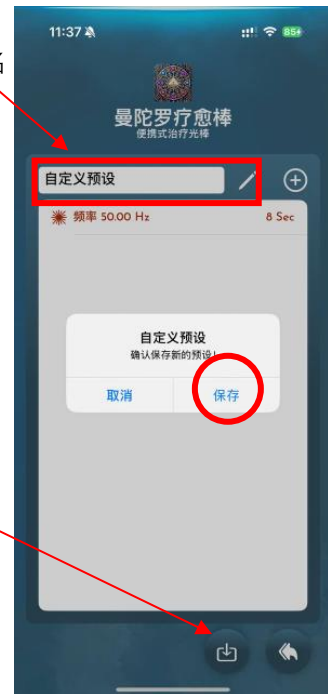 11:37
85+
曼陀罗疗愈棒
便携式治疗光棒
自定义预设
频率 50.00 Hz
8 Sec
自定义预设
确认保存新的预设!
取消
保存